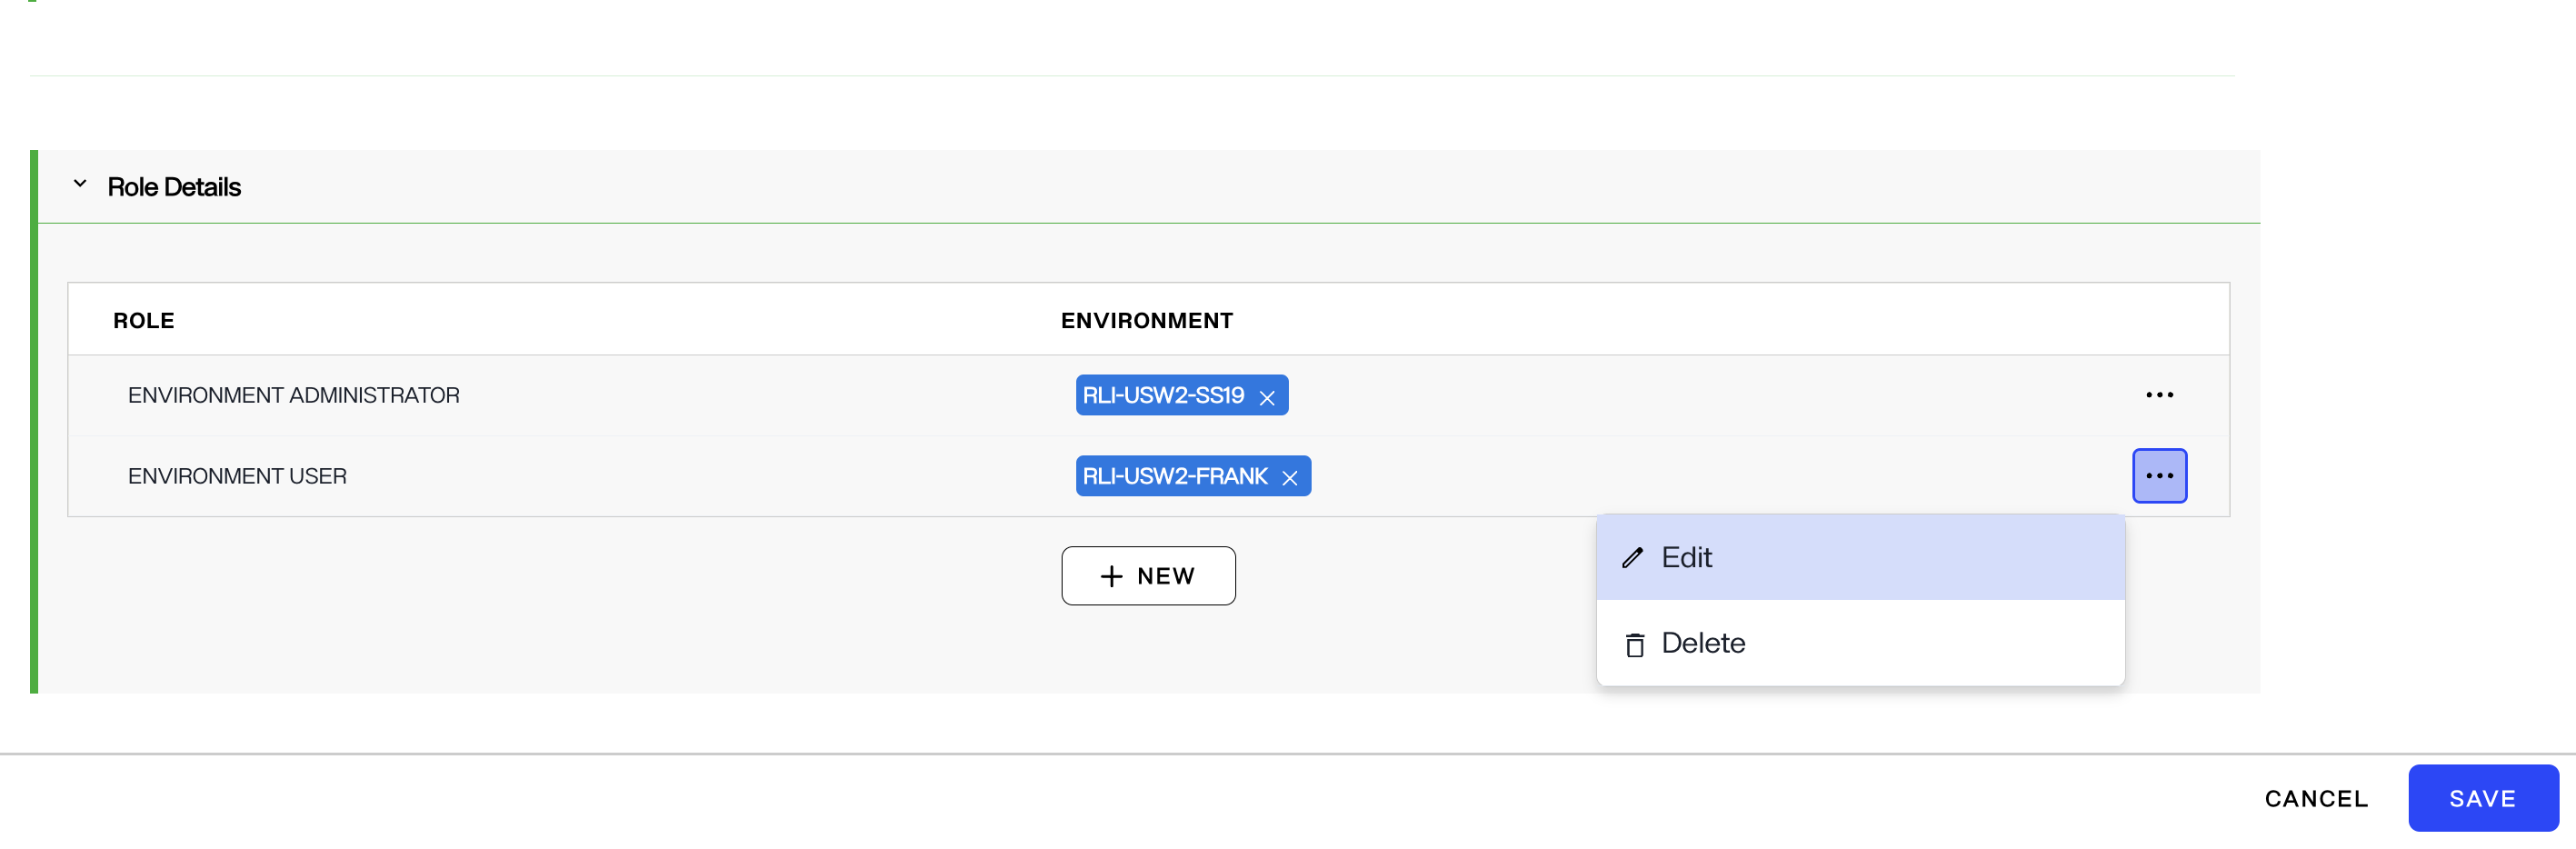 Role Details
ROLE ENVIRONMENT
ENVIRONMENT ADMINISTRATOR RLI-USW2-SS19
ENVIRONMENT USER RLI-USW2-FRANK
NEW
Edit
Delete
CANCEL SAVE